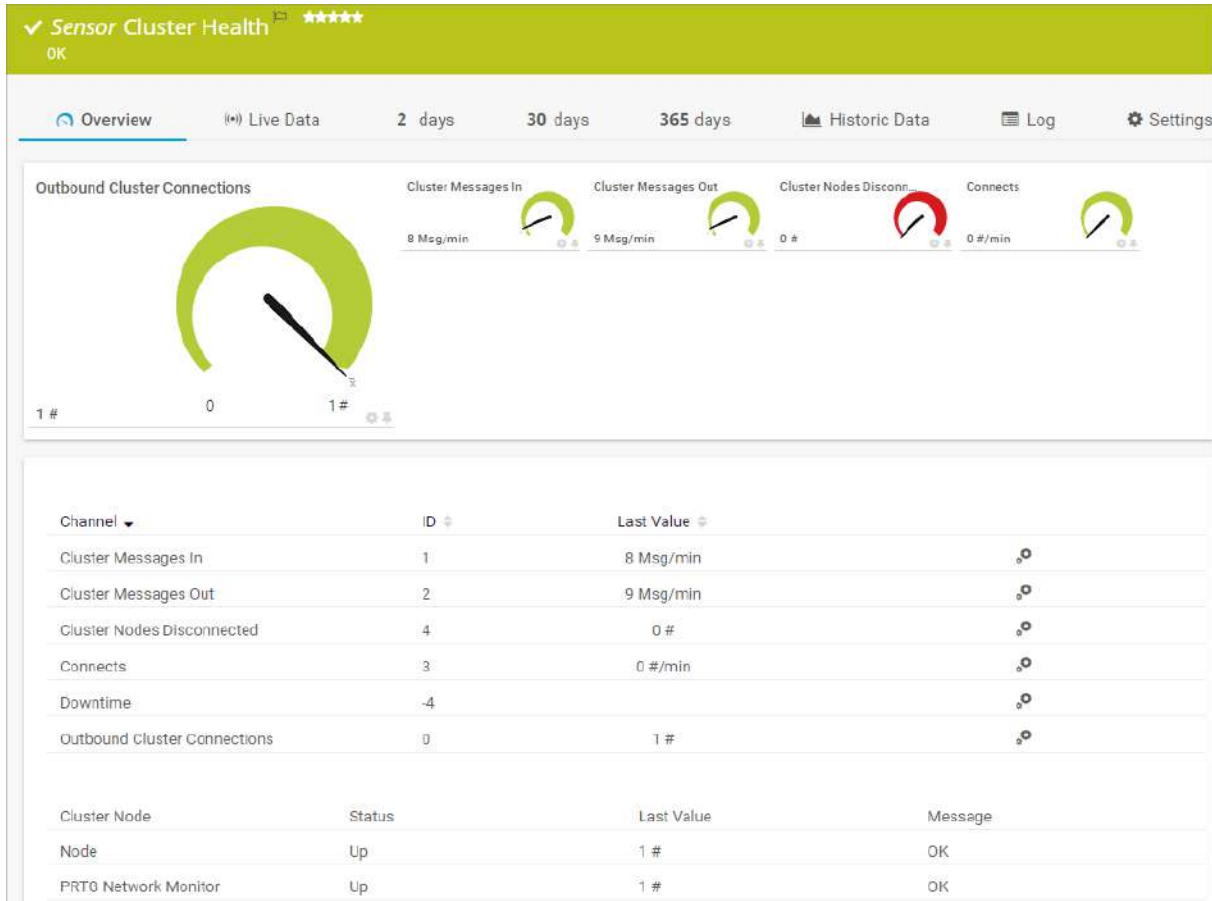 Sensor Cluster Health
OK
Overview Live Data 2 days 30 days 365 days Historic Data Log Settings
Outbound Cluster Connections
1 #
0
1 #
Cluster Messages In
8 Msg/min
Cluster Messages Out
9 Msg/min
Cluster Nodes Disconn...
0 #
Connects
0 #/min
Channel ID Last Value
Cluster Messages In 1 8 Msg/min
Cluster Messages Out 2 9 Msg/min
Cluster Nodes Disconnected 4 0 #
Connects 3 0 #/min
Downtime -4
Outbound Cluster Connections 0 1 #
Cluster Node Status Last Value Message
Node Up 1 # OK
PRTG Network Monitor Up 1 # OK